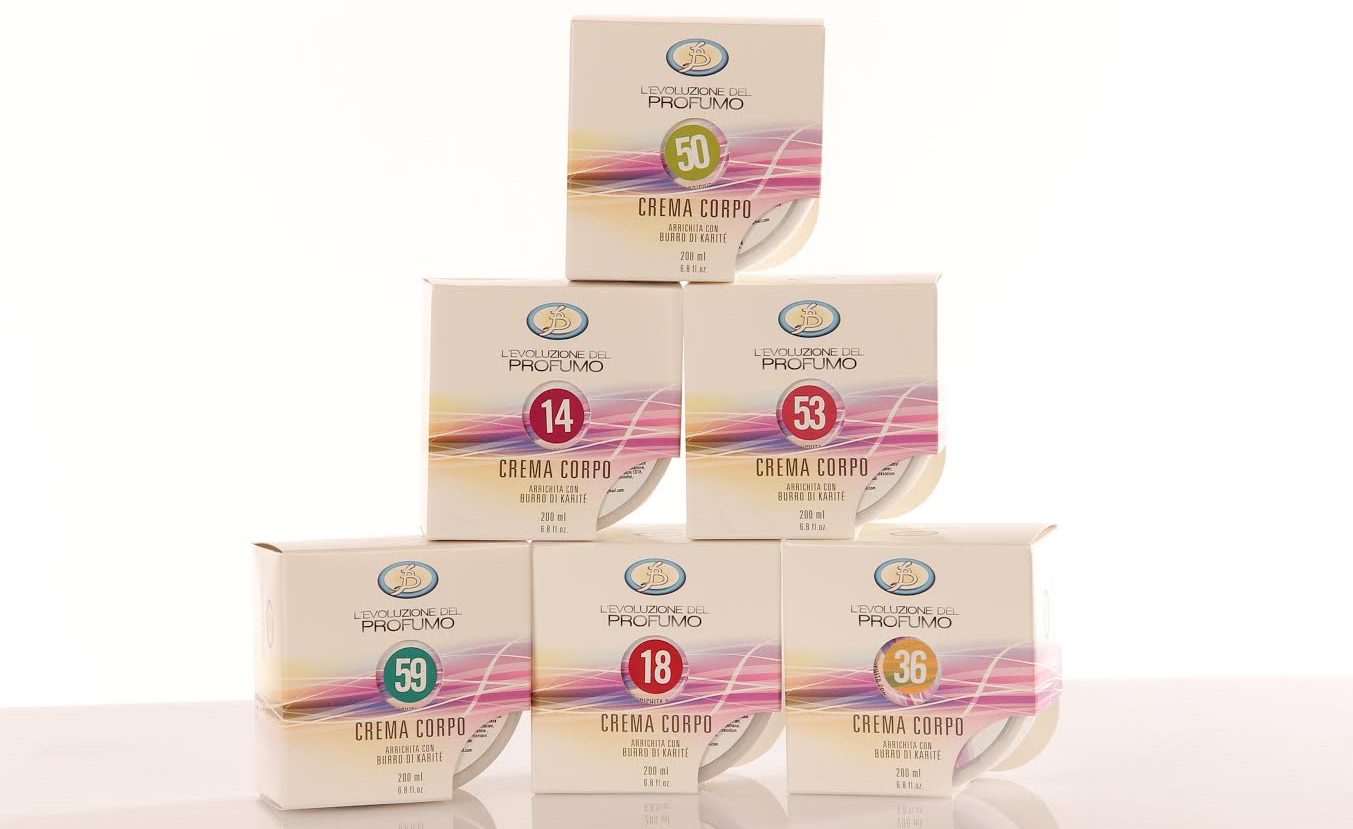 L'EVOLUZIONE DEL
PROFUMO
50
CREMA CORPO
ARRICHITA CON
BURRO DI KARITÉ
200 ml
6.8 fl.oz.
L'EVOLUZIONE DEL
PROFUMO
14
CREMA CORPO
ARRICHITA CON
BURRO DI KARITÉ
200 ml
6.8 fl.oz.
L'EVOLUZIONE DEL
PROFUMO
53
CREMA CORPO
ARRICHITA CON
BURRO DI KARITÉ
200 ml
6.8 fl.oz.
L'EVOLUZIONE DEL
PROFUMO
59
CREMA CORPO
ARRICHITA CON
BURRO DI KARITÉ
200 ml
6.8 fl.oz.
L'EVOLUZIONE DEL
PROFUMO
18
CREMA CORPO
ARRICHITA CON
BURRO DI KARITÉ
200 ml
6.8 fl.oz.
L'EVOLUZIONE DEL
PROFUMO
36
CREMA CORPO
ARRICHITA CON
BURRO DI KARITÉ
200 ml
6.8 fl.oz.